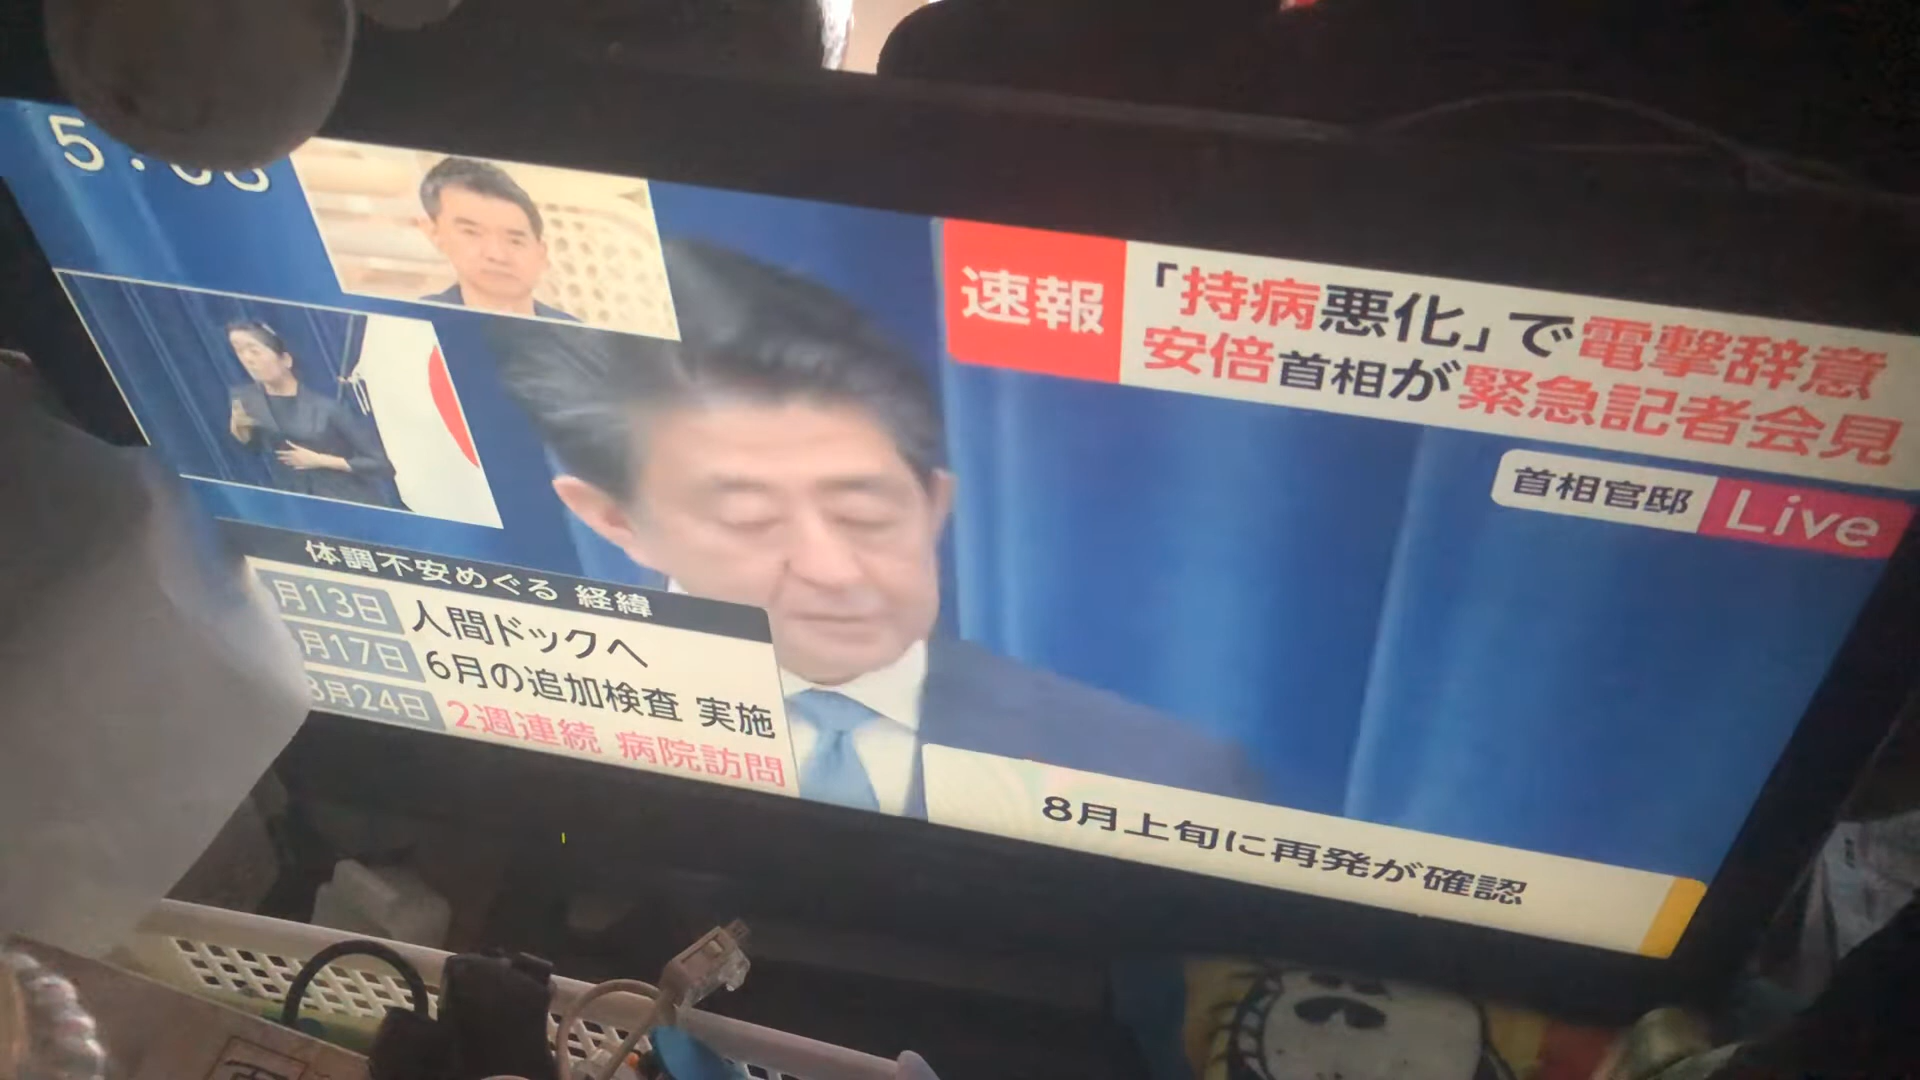 速報
「持病悪化」で電撃辞意
安倍首相が緊急記者会見
首相官邸 Live
体調不安めぐる 経緯
月13日 人間ドックへ
月17日 6月の追加検査 実施
8月24日 2週連続 病院訪問
8月上旬に再発が確認